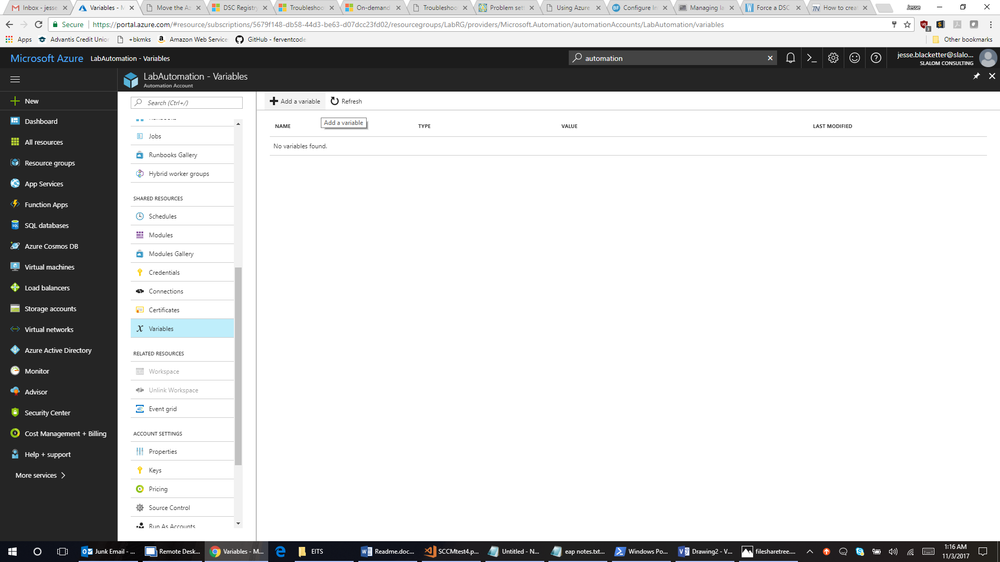 Inbox - jesse
Variables - M
Move the Az
DSC Registry
Troubleshoo
On-demand
Troubleshoo
Problem sett
Using Azure
Configure In
Managing la
Force a DSC
How to crea
Jesse
Secure
https://portal.azure.com/#resource/subscriptions/5679f148-db58-44d3-be63-d07dcc23fd02/resourcegroups/LabRG/providers/Microsoft.Automation/automationAccounts/LabAutomation/variables
3
Apps
Advantis Credit Union
+bkmks
Amazon Web Service
GitHub - ferventcode
Other bookmarks
Microsoft Azure
LabAutomation - Variables
automation
jesse.blacketter@slalo...
SLALOM CONSULTING
LabAutomation - Variables
Automation Account
New
Dashboard
All resources
Resource groups
App Services
Function Apps
SQL databases
Azure Cosmos DB
Virtual machines
Load balancers
Storage accounts
Virtual networks
Azure Active Directory
Monitor
Advisor
Security Center
Cost Management + Billing
Help + support
More services
Search (Ctrl+/)
Runbooks
Jobs
Runbooks Gallery
Hybrid worker groups
SHARED RESOURCES
Schedules
Modules
Modules Gallery
Credentials
Connections
Certificates
Variables
RELATED RESOURCES
Workspace
Unlink Workspace
Event grid
ACCOUNT SETTINGS
Properties
Keys
Pricing
Source Control
Run As Accounts
Add a variable
Refresh
Add a variable
NAME
TYPE
VALUE
LAST MODIFIED
No variables found.
Junk Email - ...
Remote Desk...
Variables - M...
EITS
Readme.doc...
SCCMtest4.p...
Untitled - N...
eap notes.txt...
Windows Po...
Drawing2 - V...
filesharetree....
1:16 AM
11/3/2017